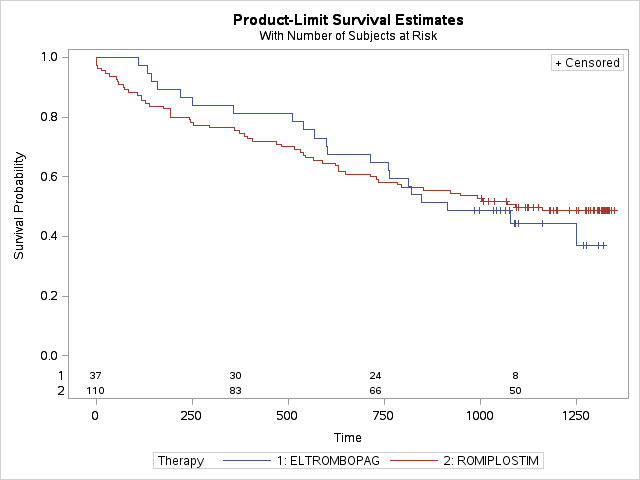 Product-Limit Survival Estimates
With Number of Subjects at Risk
+ Censored
Survival Probability
1.0
0.8
0.6
0.4
0.2
0.0
1 37 30 24 8
2 110 83 66 50
0 250 500 750 1000 1250
Time
Therapy 1: ELTROMBOPAG 2: ROMIPLOSTIM